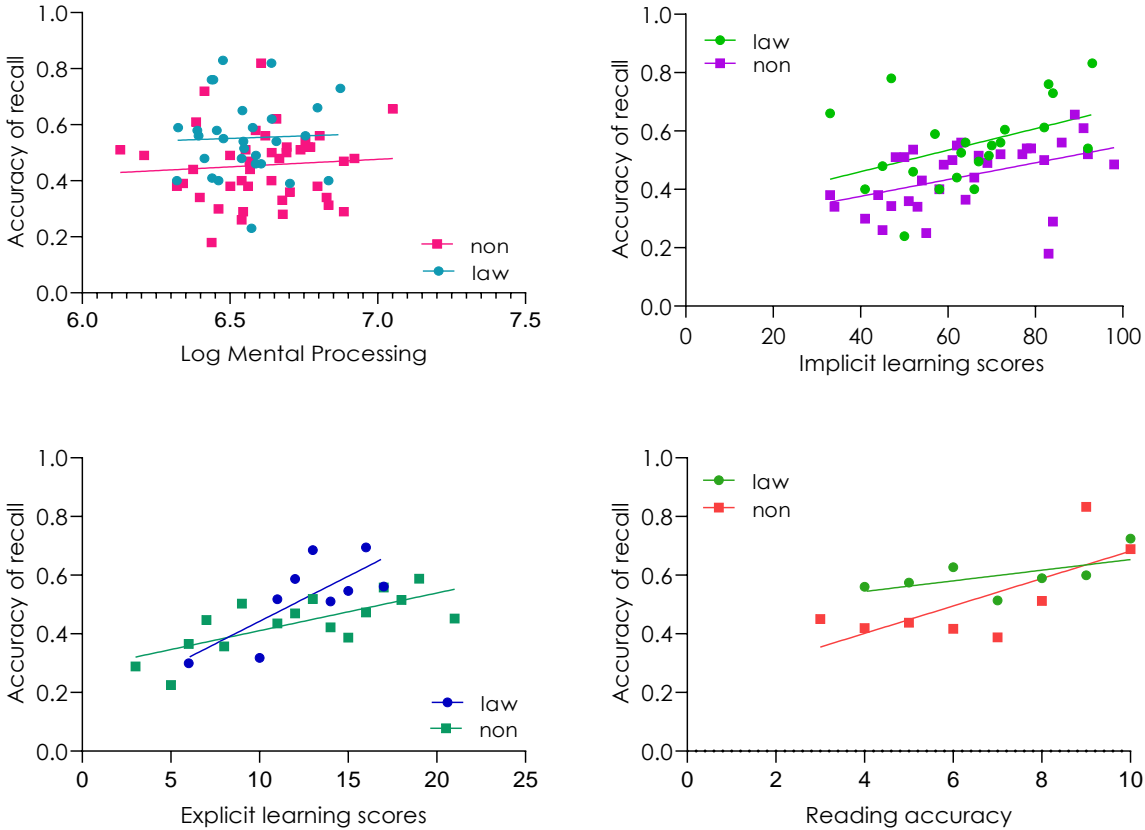 Accuracy of recall
1.0
0.8
0.6
0.4
0.2
0.0
6.0
6.5
7.0
7.5
Log Mental Processing
non
law
Accuracy of recall
1.0
0.8
0.6
0.4
0.2
0.0
0
20
40
60
80
100
Implicit learning scores
law
non
Accuracy of recall
1.0
0.8
0.6
0.4
0.2
0.0
0
5
10
15
20
25
Explicit learning scores
law
non
Accuracy of recall
1.0
0.8
0.6
0.4
0.2
0.0
0
2
4
6
8
10
Reading accuracy
law
non